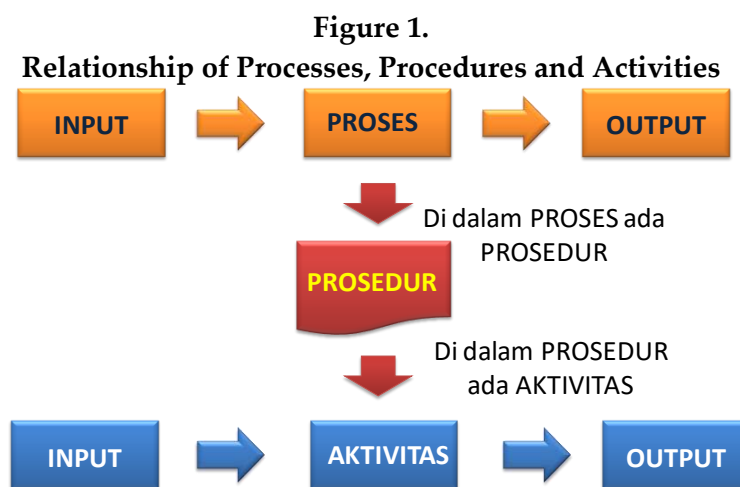 Figure 1.
Relationship of Processes, Procedures and Activities
INPUT
PROSES
OUTPUT
Di dalam PROSES ada
PROSEDUR
PROSEDUR
Di dalam PROSEDUR
ada AKTIVITAS
INPUT
AKTIVITAS
OUTPUT